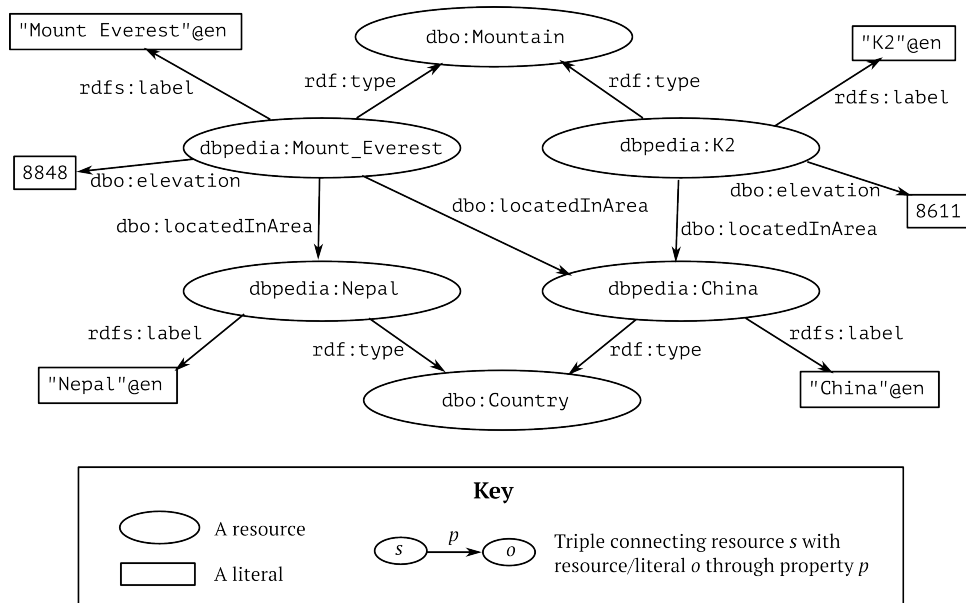 "Mount Everest"@en
dbo:Mountain
"K2"@en
rdfs:label
rdf:type
rdf:type
rdfs:label
dbpedia:Mount_Everest
dbpedia:K2
8848
dbo:elevation
dbo:elevation
8611
dbo:locatedInArea
dbo:locatedInArea
dbo:locatedInArea
dbpedia:Nepal
dbpedia:China
rdfs:label
rdf:type
rdf:type
rdfs:label
"Nepal"@en
dbo:Country
"China"@en
Key
A resource
s
p
o
Triple connecting resource s with
resource/literal o through property p
A literal